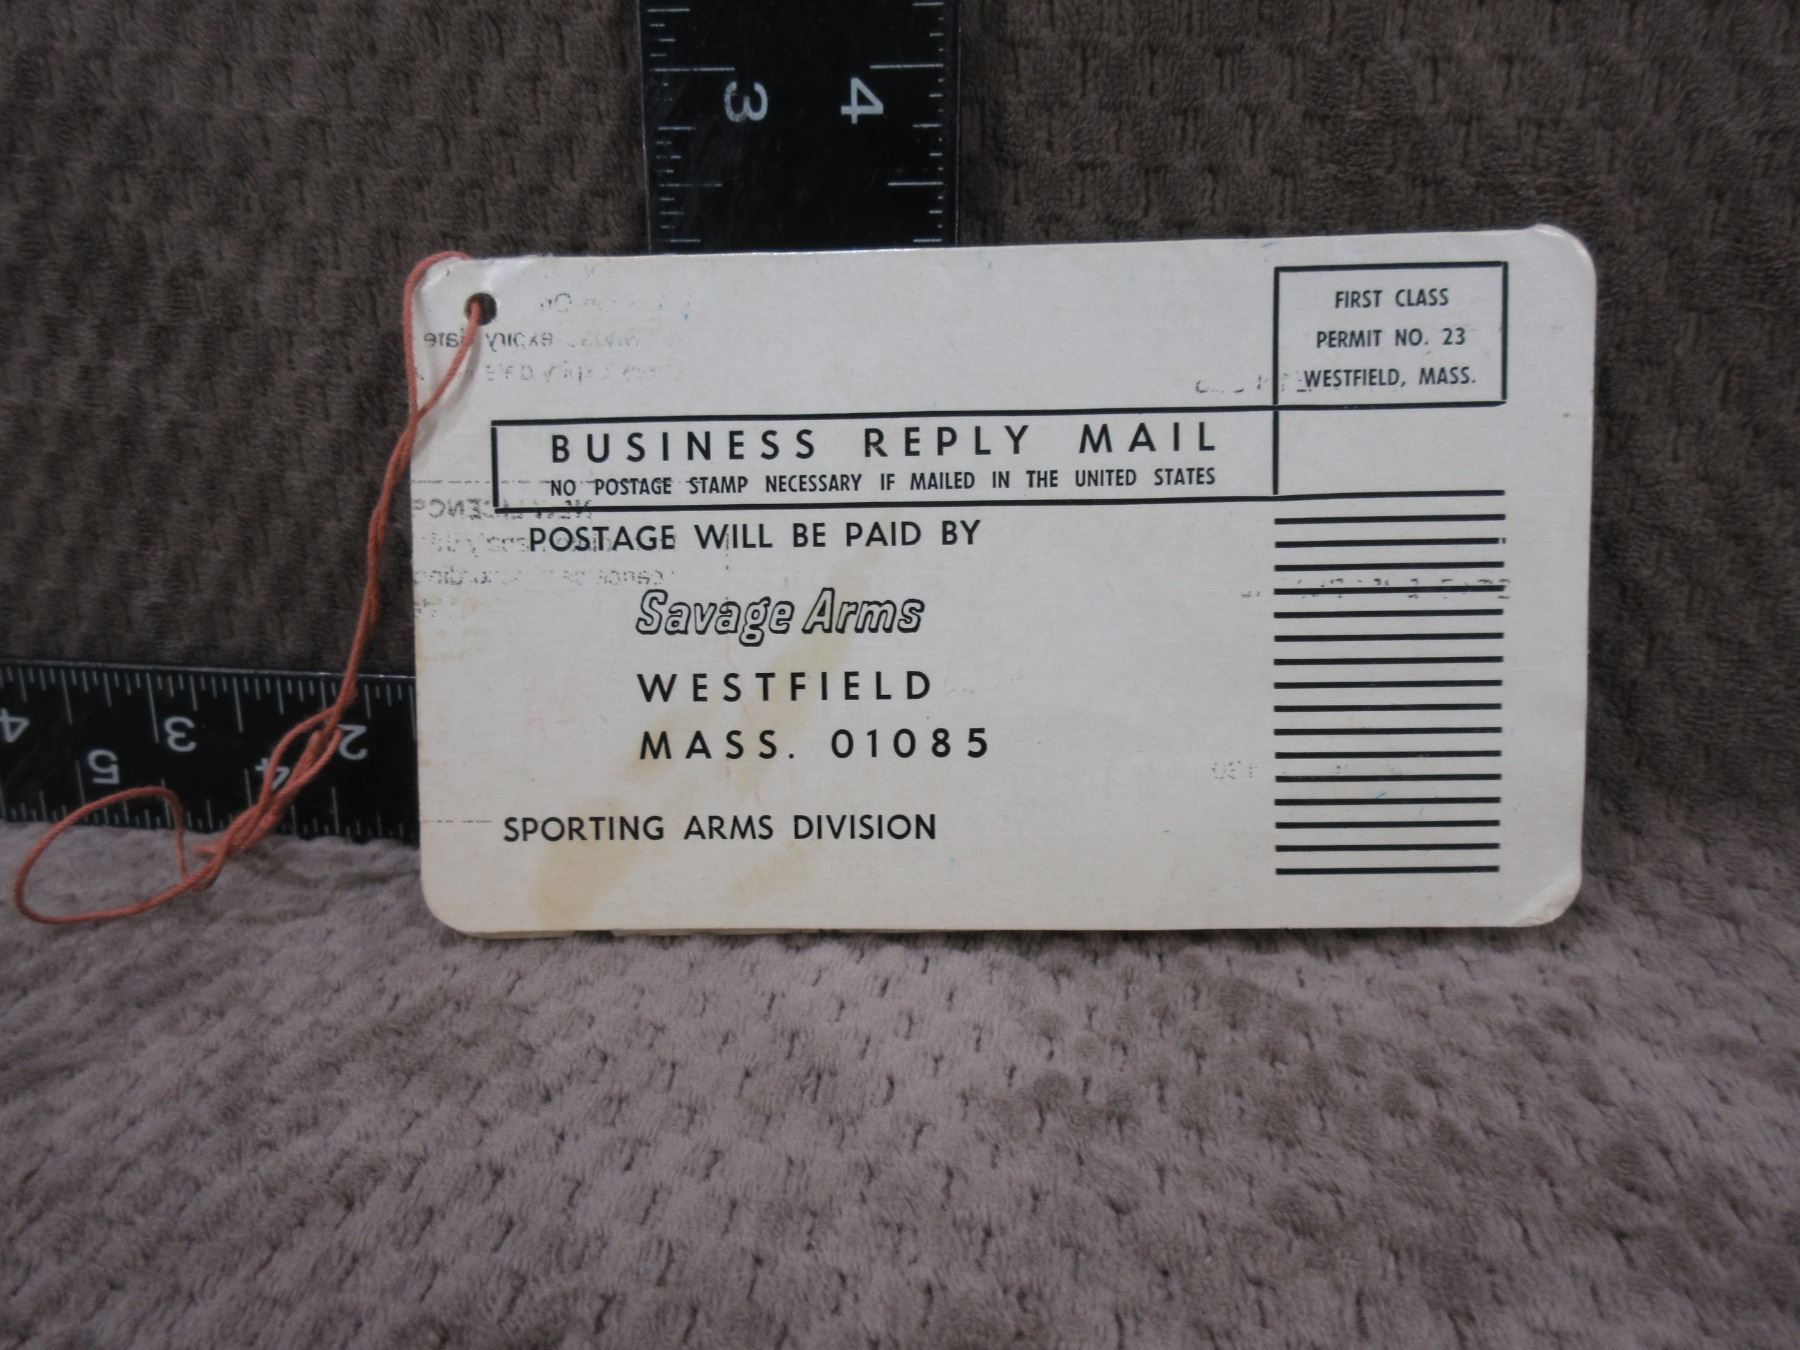 3 4
FIRST CLASS
PERMIT NO. 23
WESTFIELD, MASS.
BUSINESS REPLY MAIL
NO POSTAGE STAMP NECESSARY IF MAILED IN THE UNITED STATES
POSTAGE WILL BE PAID BY
Savage Arms
WESTFIELD
MASS. 01085
SPORTING ARMS DIVISION
4 3 2
5 4